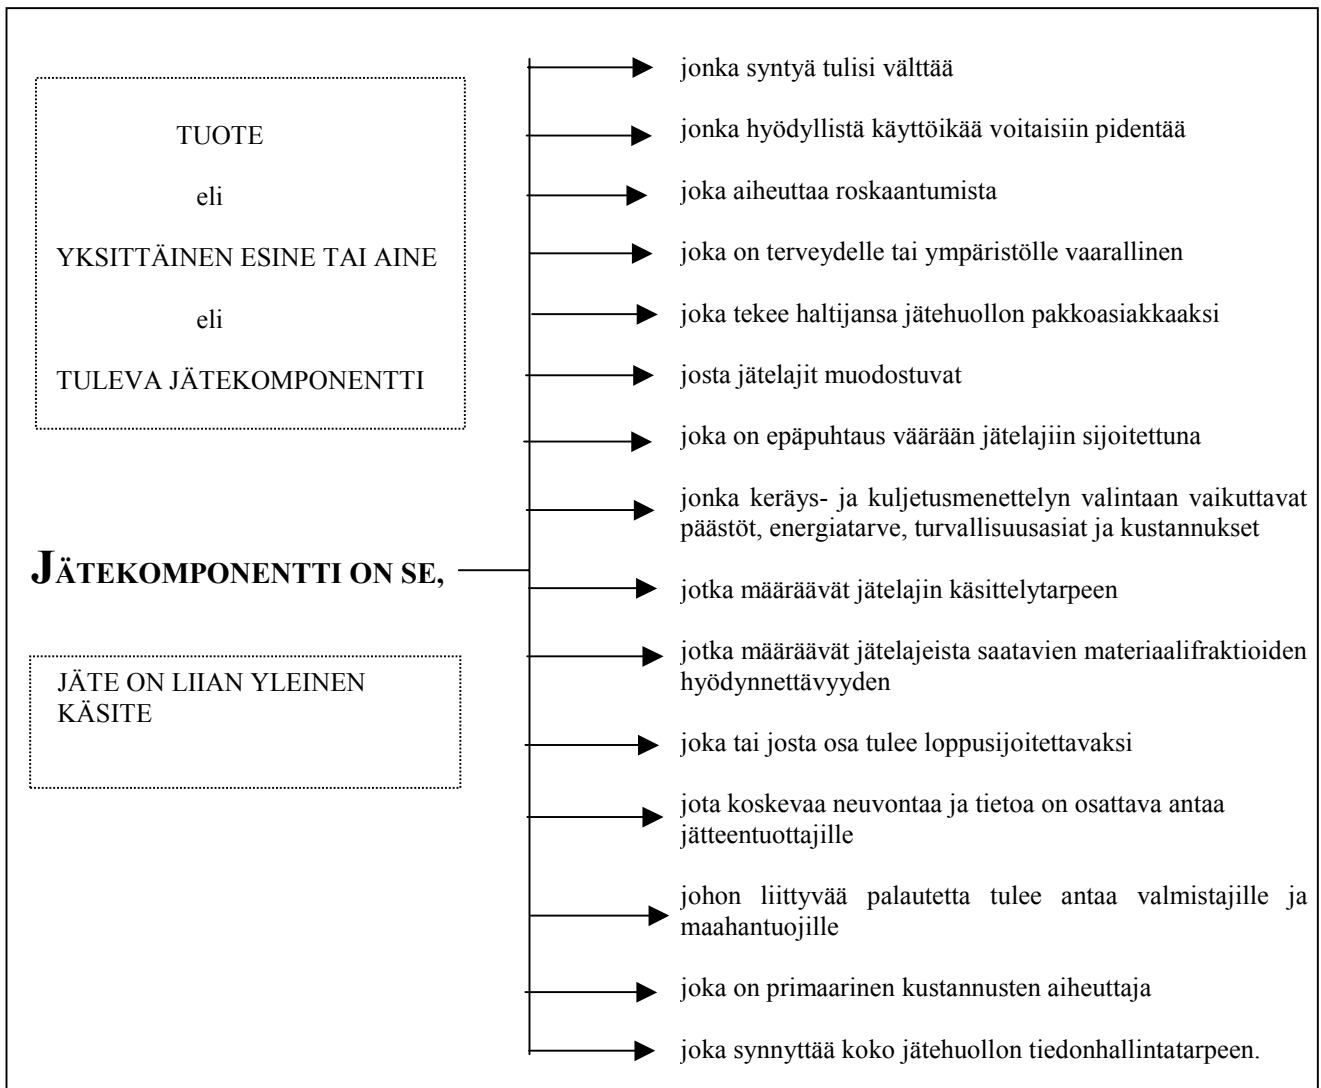 TUOTE
eli
YKSITTÄINEN ESINE TAI AINE
eli
TULEVA JÄTEKOMPONENTTI
JÄTEKOMPONENTTI ON SE,
JÄTE ON LIIAN YLEINEN
KÄSITE
jonka syntyä tulisi välttää
jonka hyödyllistä käyttöikää voitaisiin pidentää
joka aiheuttaa roskaantumista
joka on terveydelle tai ympäristölle vaarallinen
joka tekee haltijansa jätehuollon pakkoasiakkaaksi
josta jätelajit muodostuvat
joka on epäpuhtaus väärään jätelajiin sijoitettuna
jonka keräys- ja kuljetusmenettelyn valintaan vaikuttavat
päästöt, energiatarve, turvallisuusasiat ja kustannukset
jotka määräävät jätelajin käsittelytarpeen
jotka määräävät jätelajeista saatavien materiaalifraktioiden
hyödynnettävyyden
joka tai josta osa tulee loppusijoitettavaksi
jota koskevaa neuvontaa ja tietoa on osattava antaa
jätteentuottajille
johon liittyvää palautetta tulee antaa valmistajille ja
maahantuojille
joka on primaarinen kustannusten aiheuttaja
joka synnyttää koko jätehuollon tiedonhallintatarpeen.